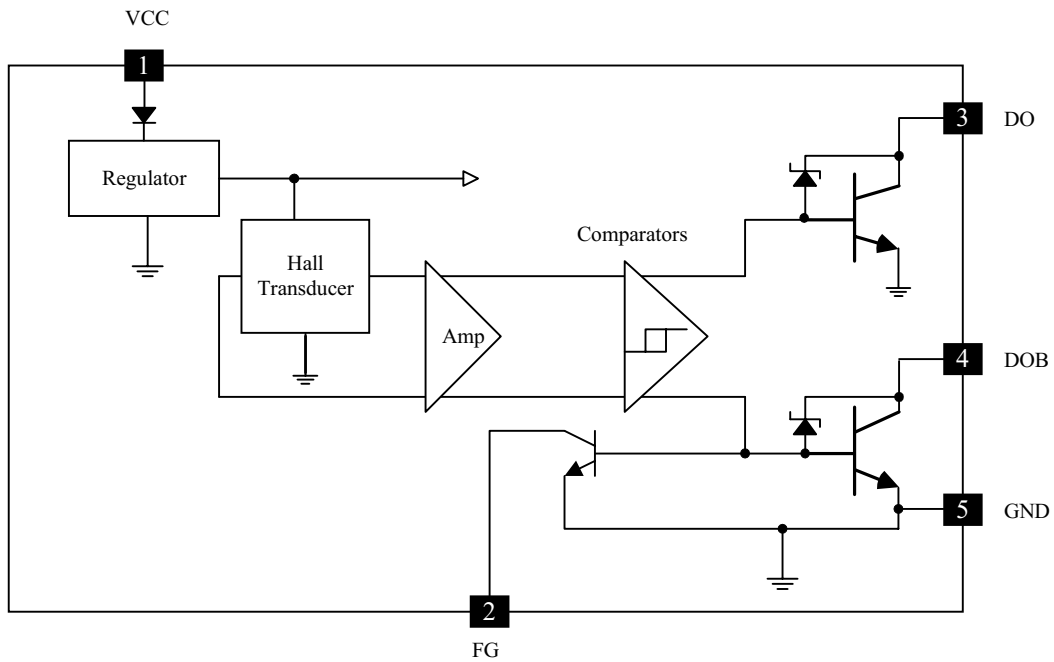 VCC
1
3 DO
Regulator
Comparators
Hall
Transducer
Amp
4 DOB
5 GND
2
FG